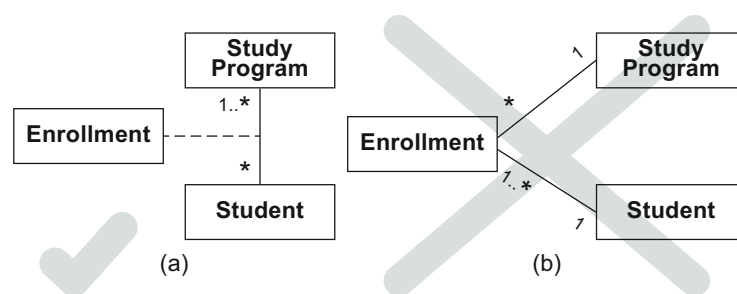 Study
Program
1..*
Enrollment
*
Student
(a)
Study
Program
1
*
Enrollment
1..*
1
Student
(b)